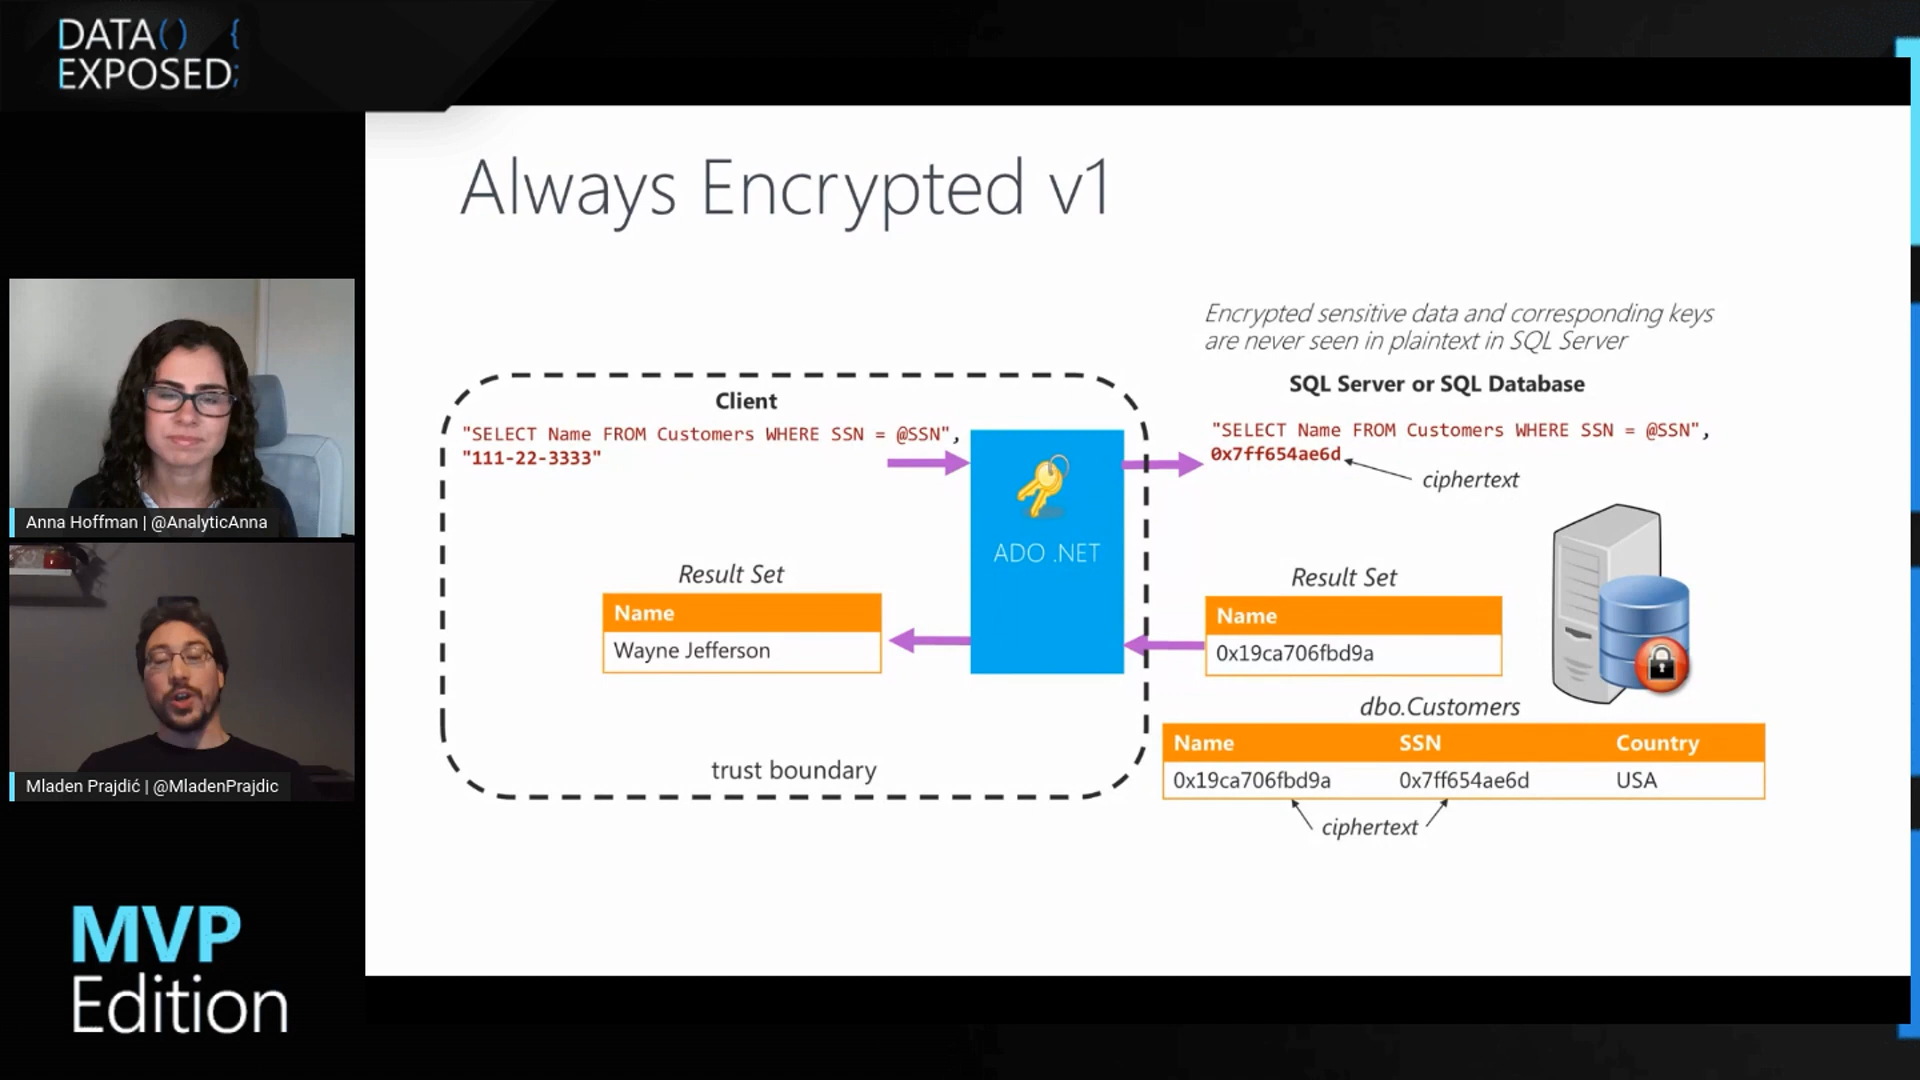 DATA() {
EXPOSED;
Always Encrypted v1
Encrypted sensitive data and corresponding keys
are never seen in plaintext in SQL Server
SQL Server or SQL Database
Client
"SELECT Name FROM Customers WHERE SSN = @SSN",
"111-22-3333"
"SELECT Name FROM Customers WHERE SSN = @SSN",
0x7ff654ae6d
ciphertext
ADO .NET
Result Set
Name
Wayne Jefferson
Result Set
Name
0x19ca706fbd9a
dbo.Customers
Name SSN Country
0x19ca706fbd9a 0x7ff654ae6d USA
ciphertext
trust boundary
Anna Hoffman | @AnalyticAnna
Mladen Prajdić | @MladenPrajdic
MVP
Edition